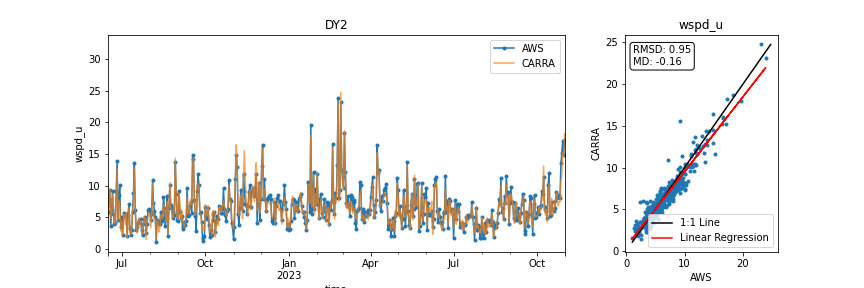 DY2
wspd_u
AWS
CARRA
RMSD: 0.95
MD: -0.16
wspd_u
30
25
20
15
10
5
0
Jul
Oct
Jan
2023
Apr
Jul
Oct
time
CARRA
25
20
15
10
5
0
1:1 Line
Linear Regression
0
10
20
AWS